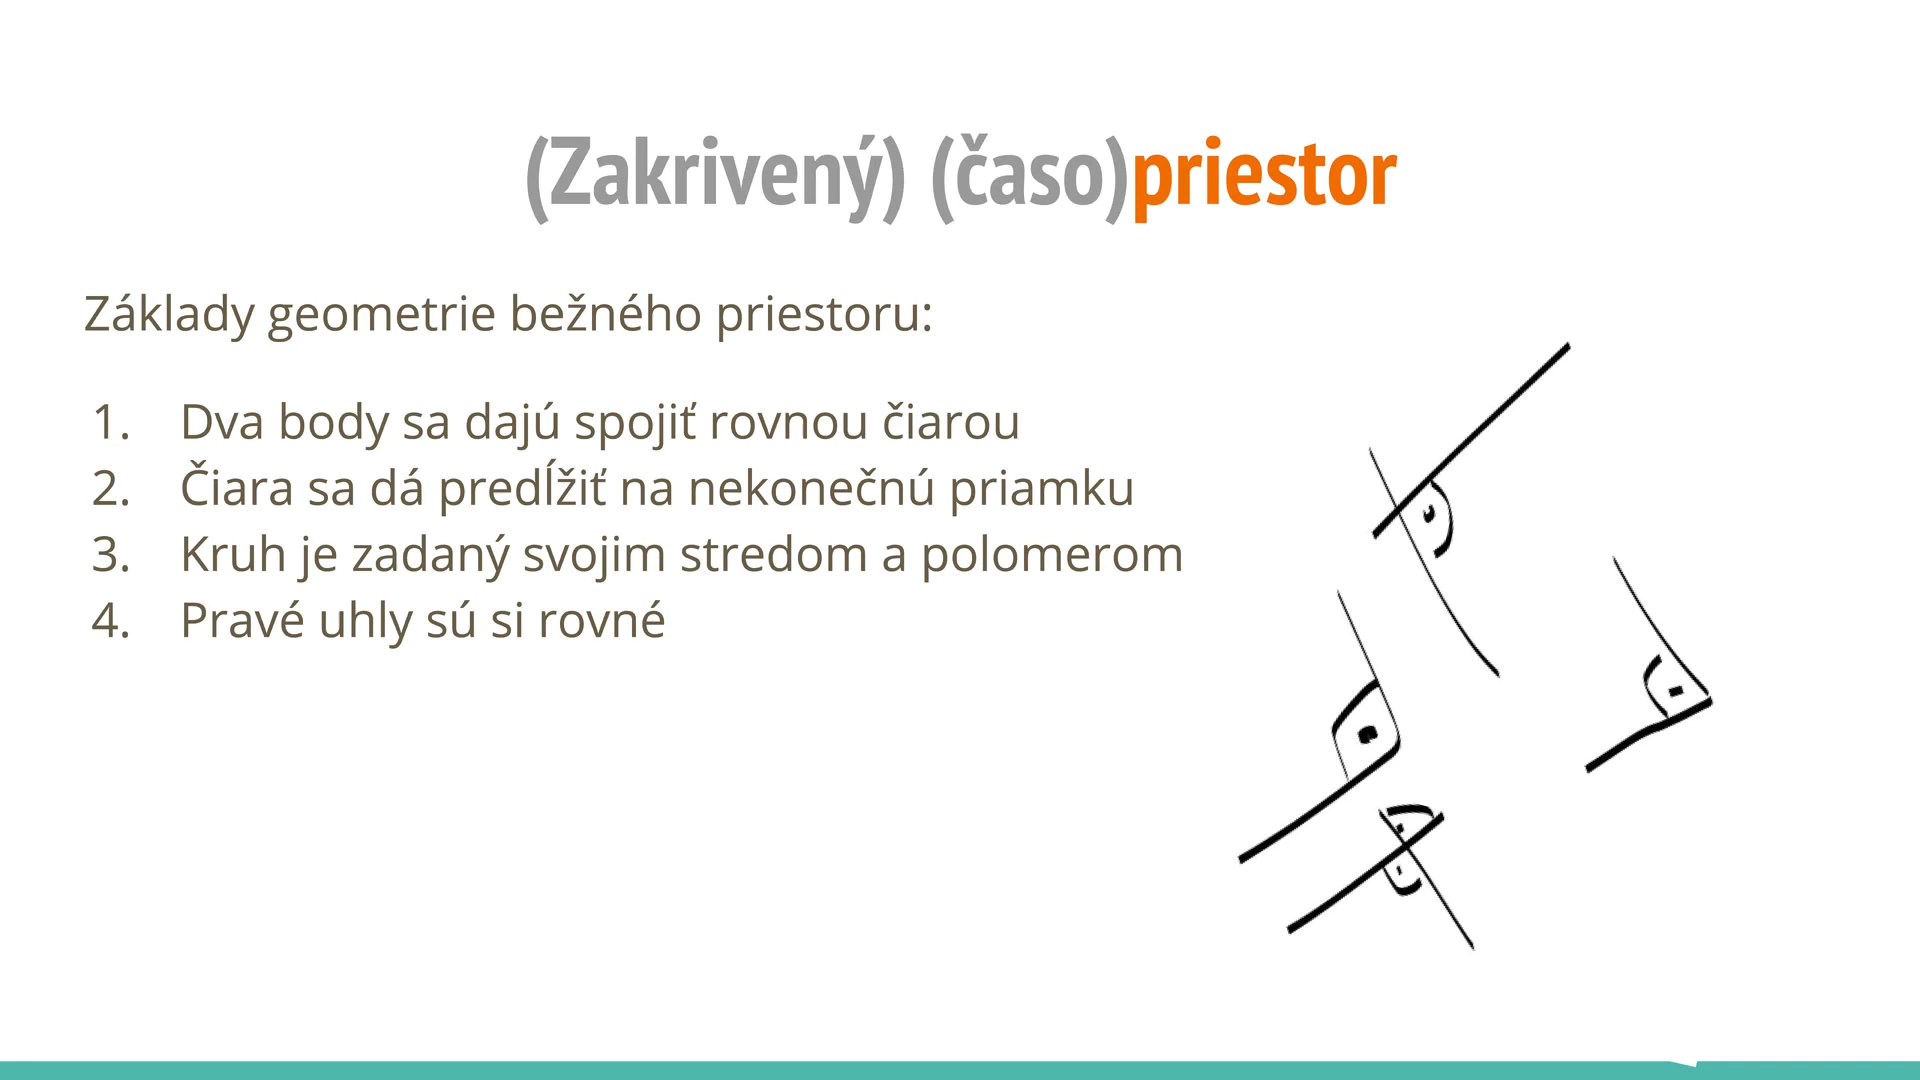 (Zakrivený) (časo)priestor
Základy geometrie bežného priestoru:
1. Dva body sa dajú spojiť rovnou čiarou
2. Čiara sa dá predĺžiť na nekonečnú priamku
3. Kruh je zadaný svojim stredom a polomerom
4. Pravé uhly sú si rovné